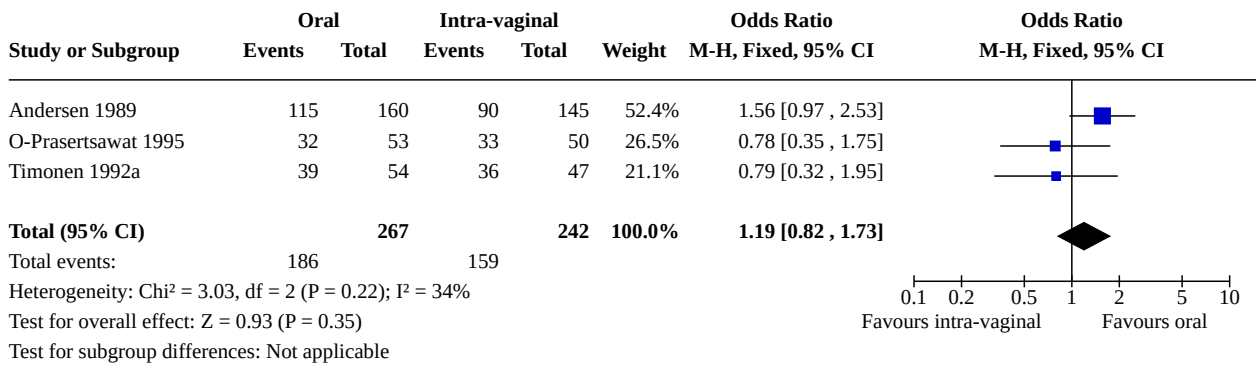 Oral Intra-vaginal Odds Ratio Odds Ratio
Study or Subgroup Events Total Events Total Weight M-H, Fixed, 95% CI M-H, Fixed, 95% CI
Andersen 1989 115 160 90 145 52.4% 1.56 [0.97 , 2.53]
O-Prasertsawat 1995 32 53 33 50 26.5% 0.78 [0.35 , 1.75]
Timonen 1992a 39 54 36 47 21.1% 0.79 [0.32 , 1.95]
Total (95% CI) 267 242 100.0% 1.19 [0.82 , 1.73]
Total events: 186 159
Heterogeneity: Chi² = 3.03, df = 2 (P = 0.22); I² = 34%
Test for overall effect: Z = 0.93 (P = 0.35)
Test for subgroup differences: Not applicable
0.1 0.2 0.5 1 2 5 10
Favours intra-vaginal Favours oral